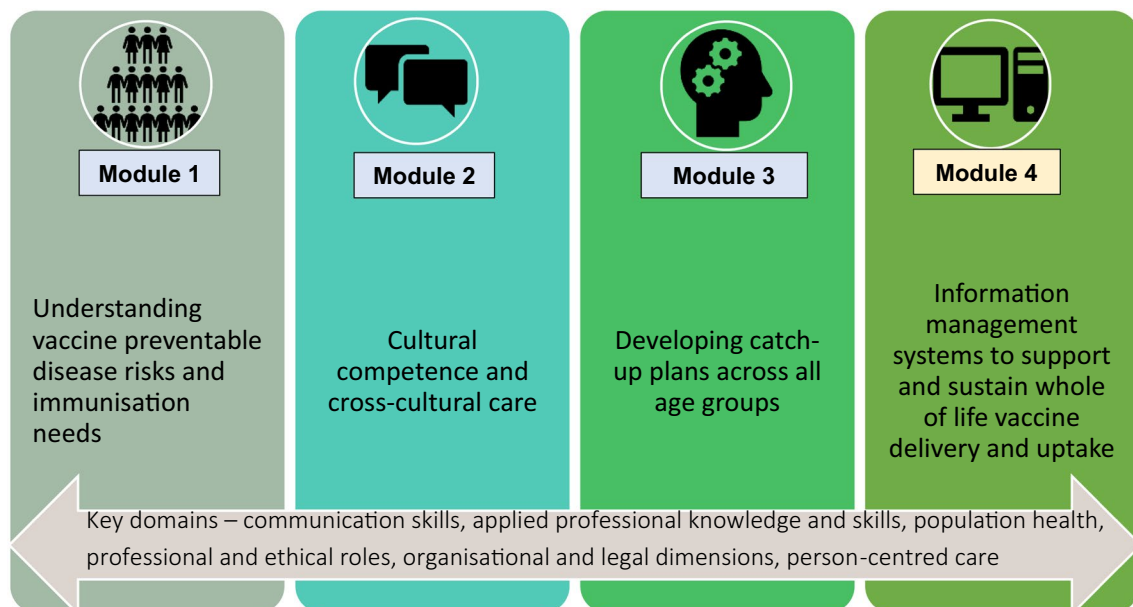 Module 1
Understanding
vaccine preventable
disease risks and
immunisation
needs
Module 2
Cultural
competence and
cross-cultural care
Module 3
Developing catch-
up plans across all
age groups
Module 4
Information
management
systems to support
and sustain whole
of life vaccine
delivery and uptake
Key domains – communication skills, applied professional knowledge and skills, population health,
professional and ethical roles, organisational and legal dimensions, person-centred care